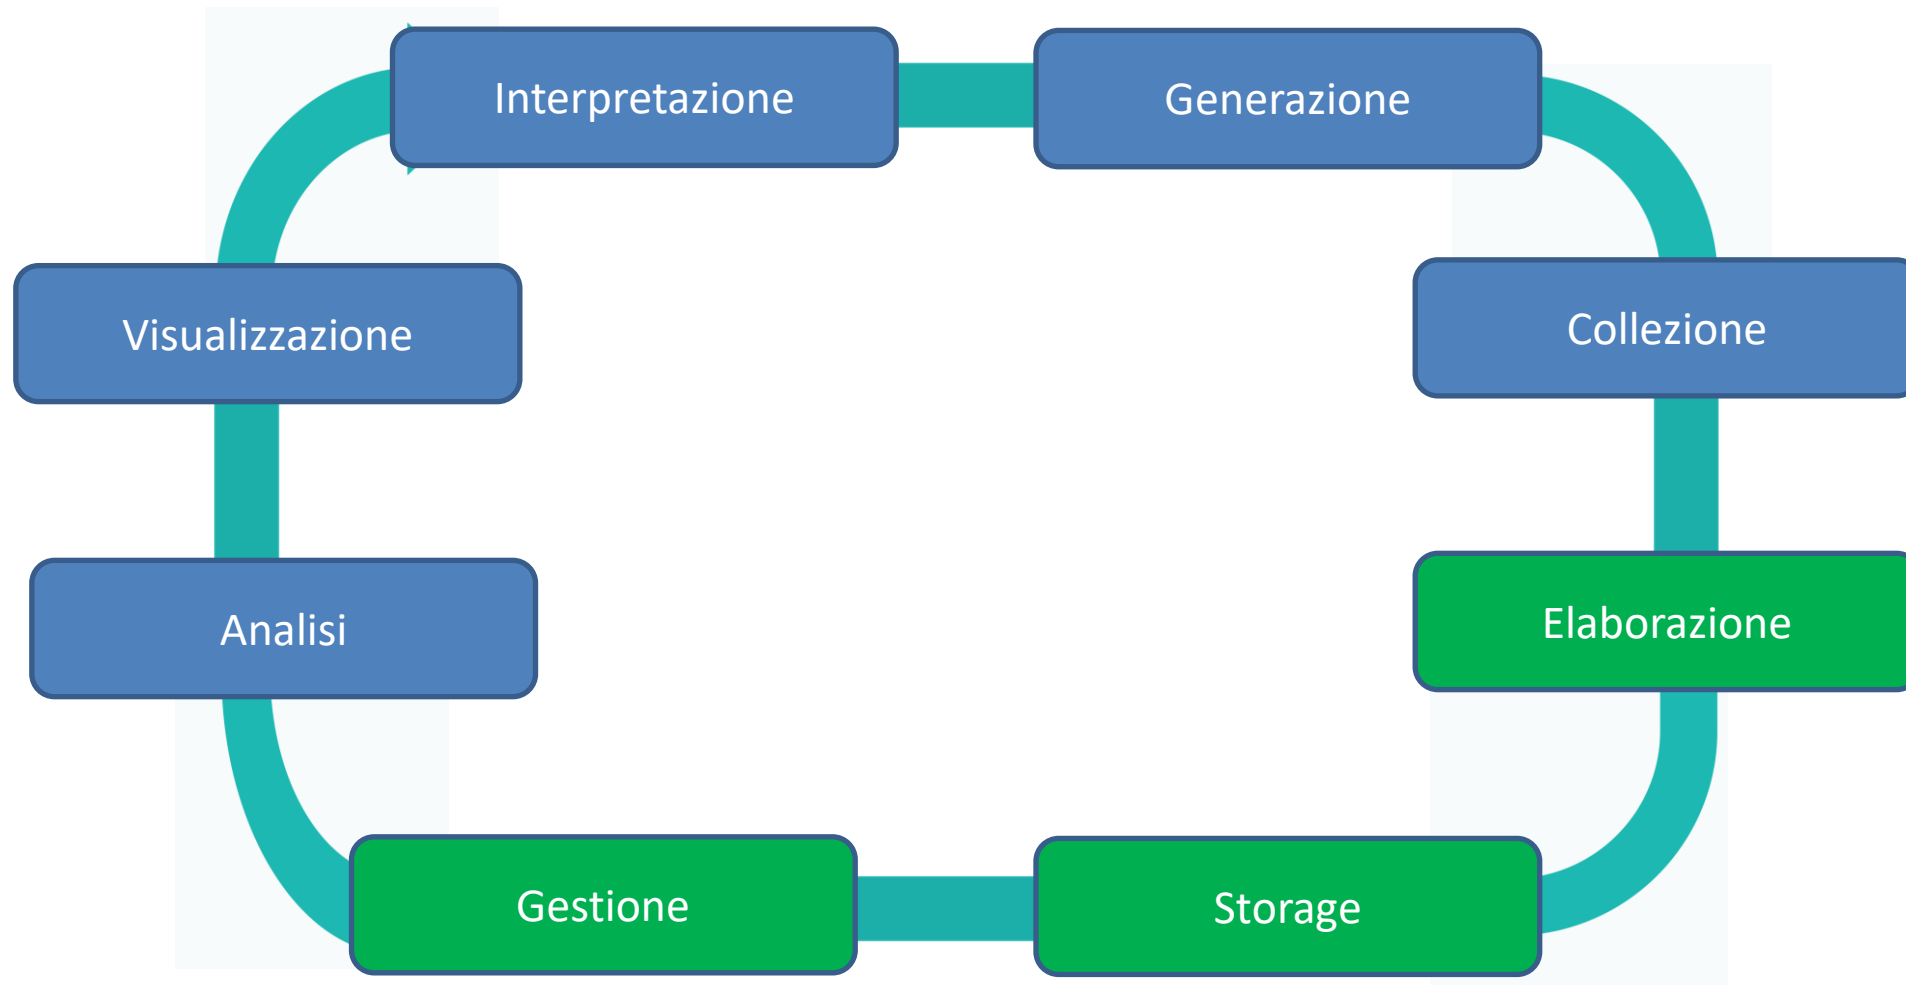 Interpretazione
Generazione
Visualizzazione
Collezione
Analisi
Elaborazione
Gestione
Storage